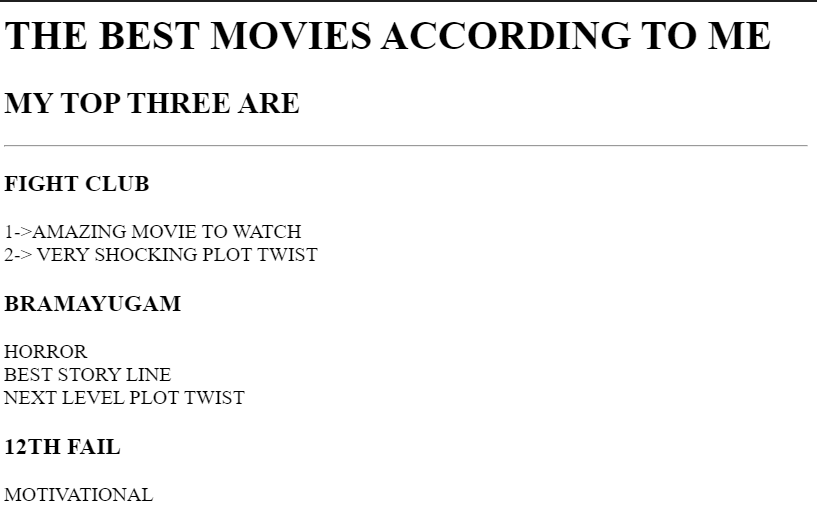 THE BEST MOVIES ACCORDING TO ME
MY TOP THREE ARE
FIGHT CLUB
1->AMAZING MOVIE TO WATCH
2-> VERY SHOCKING PLOT TWIST
BRAMAYUGAM
HORROR
BEST STORY LINE
NEXT LEVEL PLOT TWIST
12TH FAIL
MOTIVATIONAL